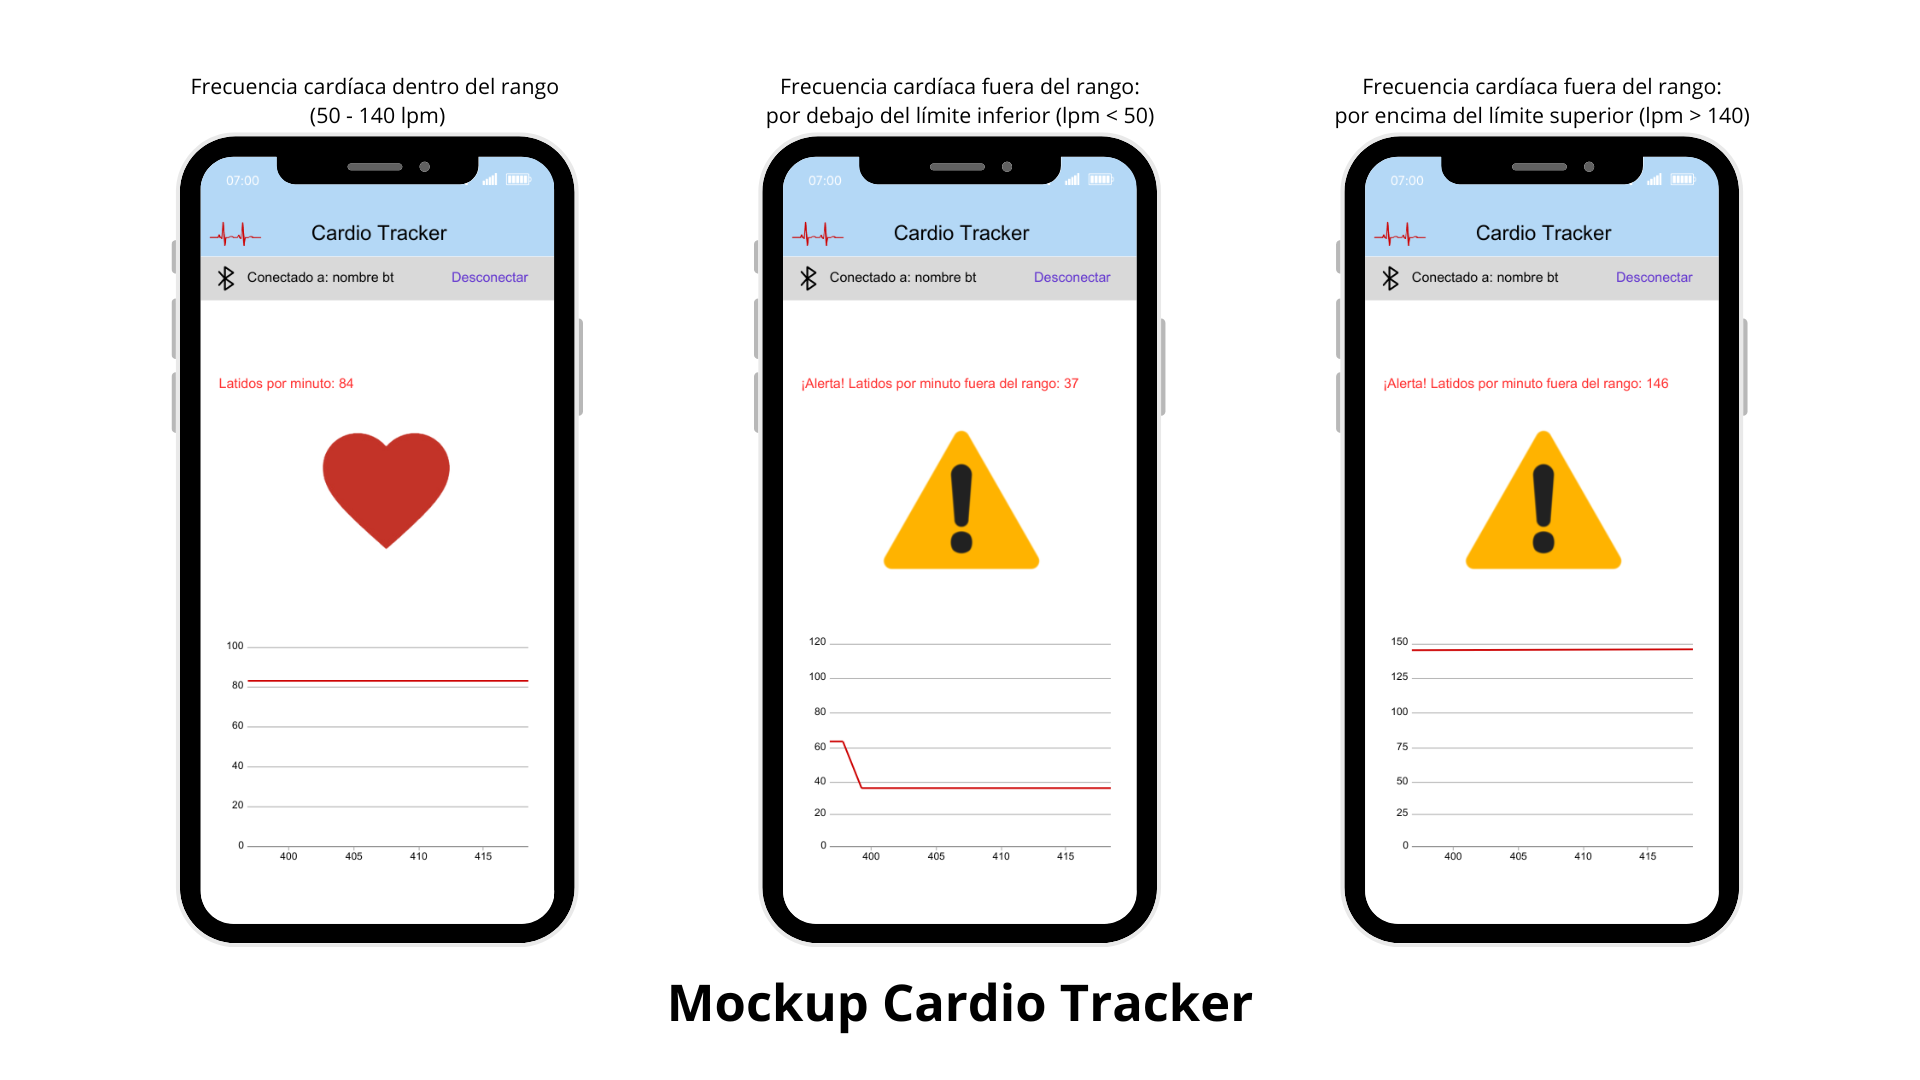 Frecuencia cardíaca dentro del rango
(50 - 140 lpm)
07:00
Cardio Tracker
Conectado a: nombre bt
Desconectar
Latidos por minuto: 84
100
80
60
40
20
0
400 405 410 415
Frecuencia cardíaca fuera del rango:
por debajo del límite inferior (lpm < 50)
07:00
Cardio Tracker
Conectado a: nombre bt
Desconectar
¡Alerta! Latidos por minuto fuera del rango: 37
120
100
80
60
40
20
0
400 405 410 415
Frecuencia cardíaca fuera del rango:
por encima del límite superior (lpm > 140)
07:00
Cardio Tracker
Conectado a: nombre bt
Desconectar
¡Alerta! Latidos por minuto fuera del rango: 146
150
125
100
75
50
25
0
400 405 410 415
Mockup Cardio Tracker